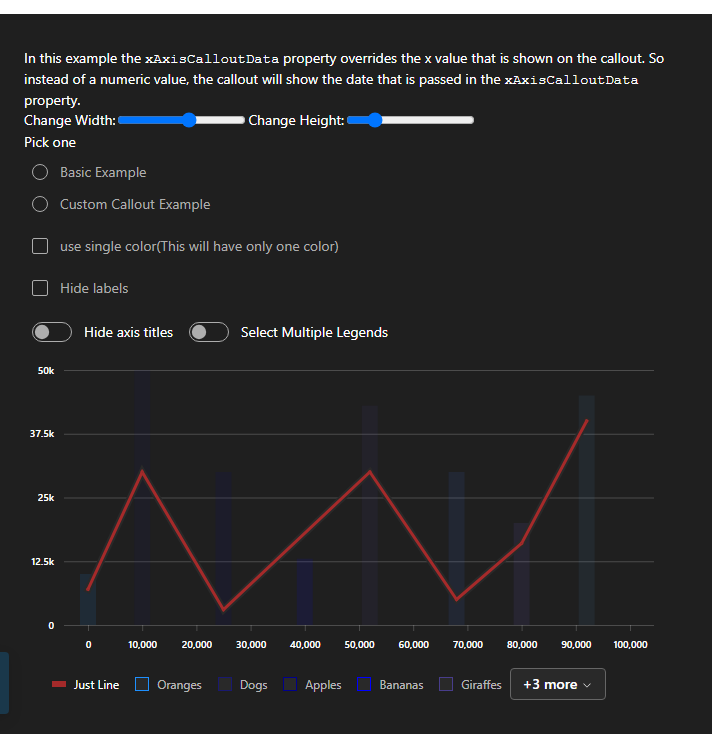 In this example the xAxisCalloutData property overrides the x value that is shown on the callout. So
instead of a numeric value, the callout will show the date that is passed in the xAxisCalloutData
property.
Change Width: Change Height:
Pick one
Basic Example
Custom Callout Example
use single color(This will have only one color)
Hide labels
Hide axis titles Select Multiple Legends
50k
37.5k
25k
12.5k
0
0 10,000 20,000 30,000 40,000 50,000 60,000 70,000 80,000 90,000 100,000
Just Line Oranges Dogs Apples Bananas Giraffes +3 more